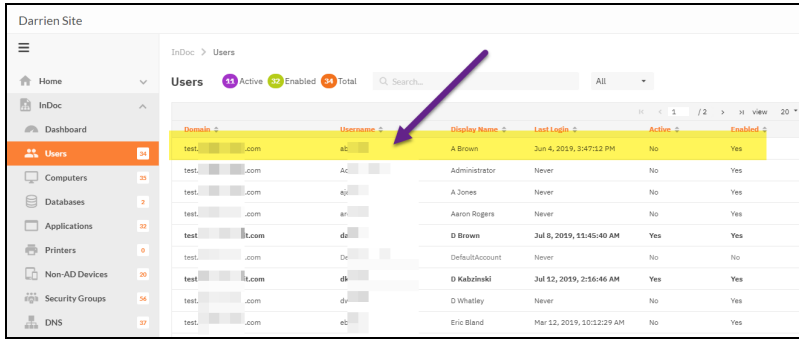 Darrien Site
InDoc > Users
Home
Users 11 Active 32 Enabled 34 Total Search... All
InDoc
1 / 2 view 20
Dashboard
Domain Username Display Name Last Login Active Enabled
Users 34
test. .com ab A Brown Jun 4, 2019, 3:47:12 PM No Yes
Computers 35
test. .com Administrator Never No Yes
Databases 2
test. .com A Jones Never No Yes
test. .com Aaron Rogers Never No Yes
Applications 32
test t.com da D Brown Jul 8, 2019, 11:45:40 AM Yes Yes
Printers 0
test. .com De DefaultAccount Never No No
Non-AD Devices 20
test t.com dk D Kabzinski Jul 12, 2019, 2:16:46 AM Yes Yes
Security Groups 56
test. .com D Whatley Never No Yes
DNS 37
test. .com eb Eric Bland Mar 12, 2019, 10:12:29 AM No Yes